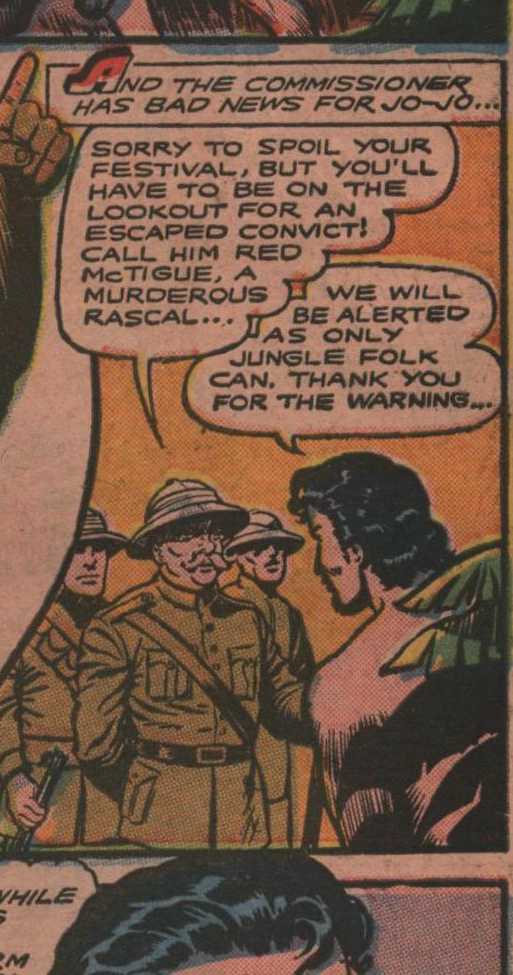 AND THE COMMISSIONER
HAS BAD NEWS FOR JO-JO...
SORRY TO SPOIL YOUR
FESTIVAL, BUT YOU'LL
HAVE TO BE ON THE
LOOKOUT FOR AN
ESCAPED CONVICT!
CALL HIM RED
McTIGUE, A
MURDEROUS
RASCAL...
WE WILL
BE ALERTED
AS ONLY
JUNGLE FOLK
CAN. THANK YOU
FOR THE WARNING...
WHILE